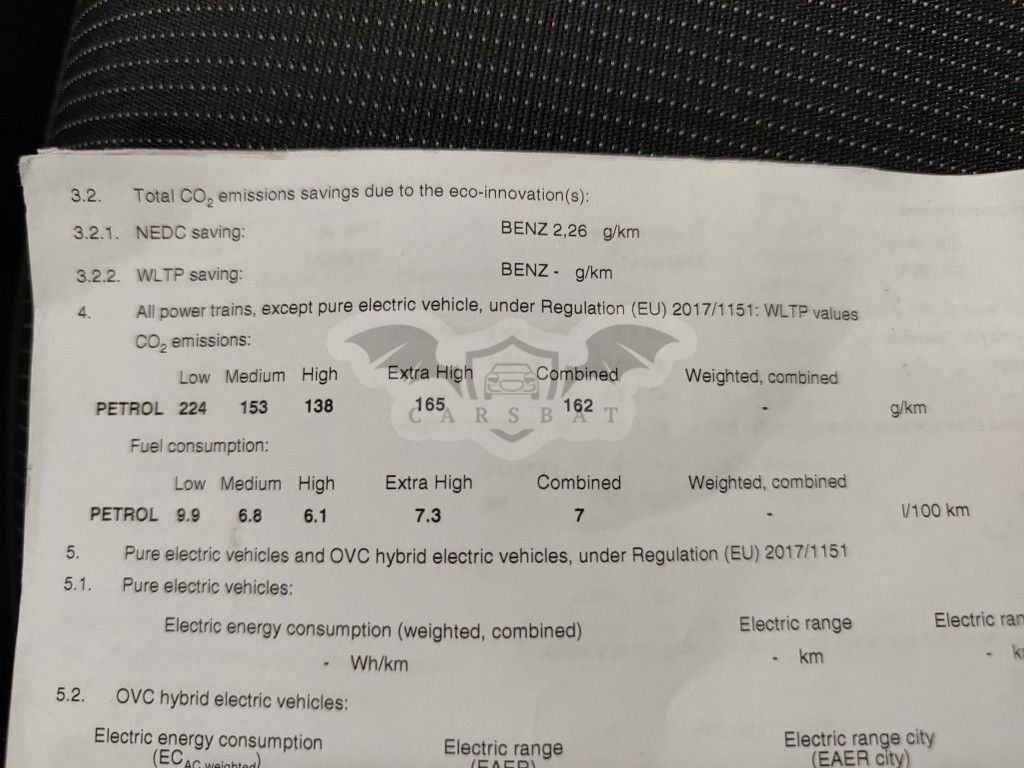 3.2. Total CO2 emissions savings due to the eco-innovation(s):
3.2.1. NEDC saving: BENZ 2,26 g/km
3.2.2. WLTP saving: BENZ - g/km
4. All power trains, except pure electric vehicle, under Regulation (EU) 2017/1151: WLTP values
CO2 emissions:
Low Medium High Extra High Combined Weighted, combined
PETROL 224 153 138 165 162 - g/km
CARSBAT
Fuel consumption:
Low Medium High Extra High Combined Weighted, combined
PETROL 9.9 6.8 6.1 7.3 7 - l/100 km
5. Pure electric vehicles and OVC hybrid electric vehicles, under Regulation (EU) 2017/1151
5.1. Pure electric vehicles:
Electric energy consumption (weighted, combined) Electric range Electric ran
- Wh/km - km - k
5.2. OVC hybrid electric vehicles:
Electric energy consumption Electric range Electric range city
(ECAC weighted) (EAER) (EAER city)